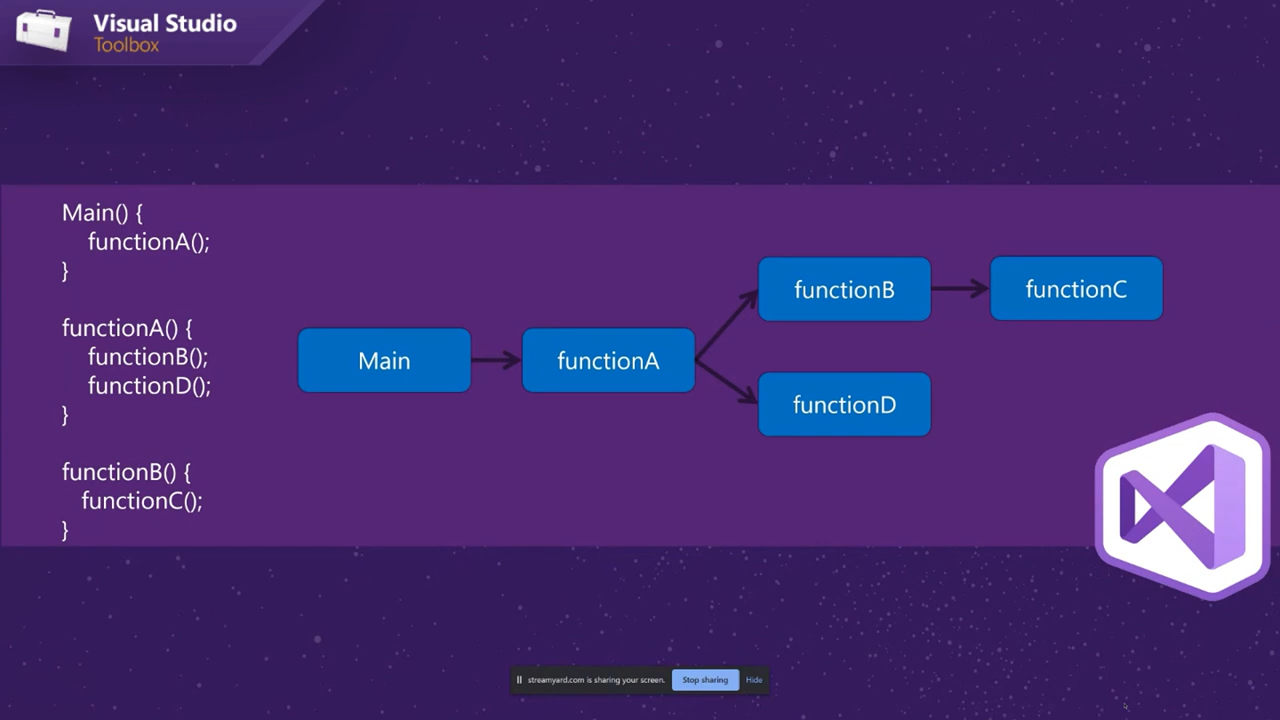 Visual Studio
Toolbox
Main() {
functionA();
}
functionA() {
functionB();
functionD();
}
functionB() {
functionC();
}
Main
functionA
functionB
functionC
functionD
streamyard.com is sharing your screen.
Stop sharing
Hide